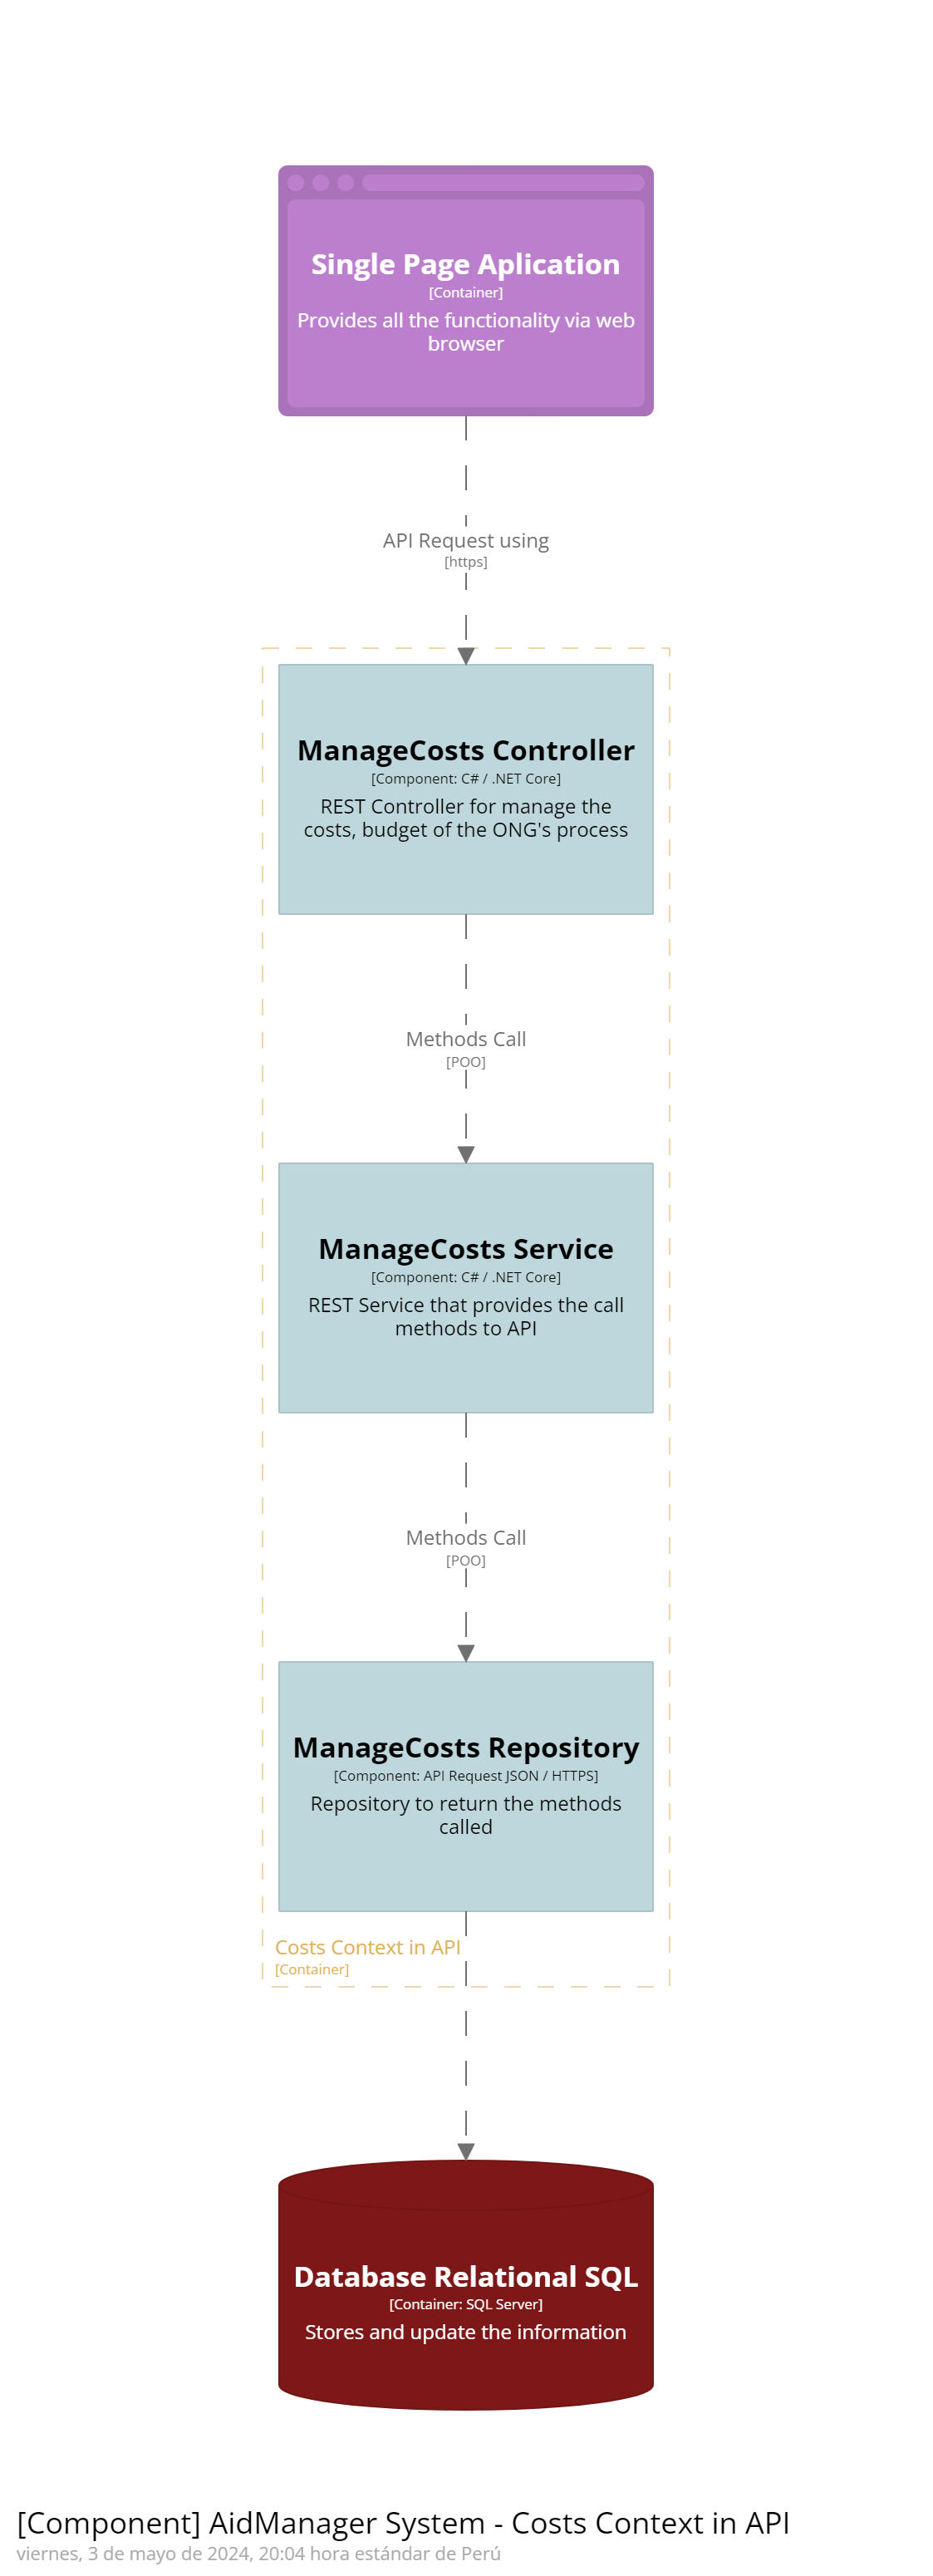 Single Page Aplication
[Container]
Provides all the functionality via web
browser
API Request using
[https]
ManageCosts Controller
[Component: C# / .NET Core]
REST Controller for manage the
costs, budget of the ONG's process
Methods Call
[POO]
ManageCosts Service
[Component: C# / .NET Core]
REST Service that provides the call
methods to API
Methods Call
[POO]
ManageCosts Repository
[Component: API Request JSON / HTTPS]
Repository to return the methods
called
Costs Context in API
[Container]
Database Relational SQL
[Container: SQL Server]
Stores and update the information
[Component] AidManager System - Costs Context in API
viernes, 3 de mayo de 2024, 20:04 hora estándar de Perú